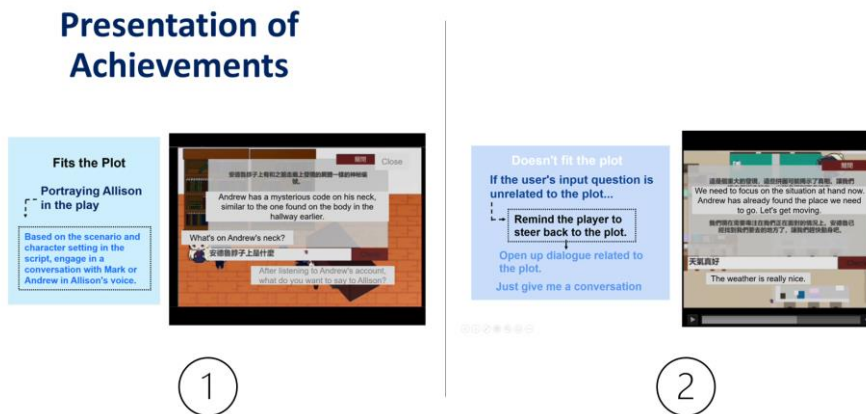 Presentation of
Achievements
Fits the Plot
Portraying Allison
in the play
Based on the scenario and
character setting in the
script, engage in a
conversation with Mark or
Andrew in Allison's voice.
關閉
Close
Andrew has a mysterious code on his neck,
similar to the one found on the body in the
hallway earlier.
What's on Andrew's neck?
安德魯脖子上是什麼
After listening to Andrew's account,
what do you want to say to Allison?
1
Doesn't fit the plot
If the user's input question is
unrelated to the plot...
Remind the player to
steer back to the plot.
Open up dialogue related to
the plot.
Just give me a conversation
關閉
We need to focus on the situation at hand now.
Andrew has already found the place we need
to go. Let's get moving.
天氣真好
The weather is really nice.
2